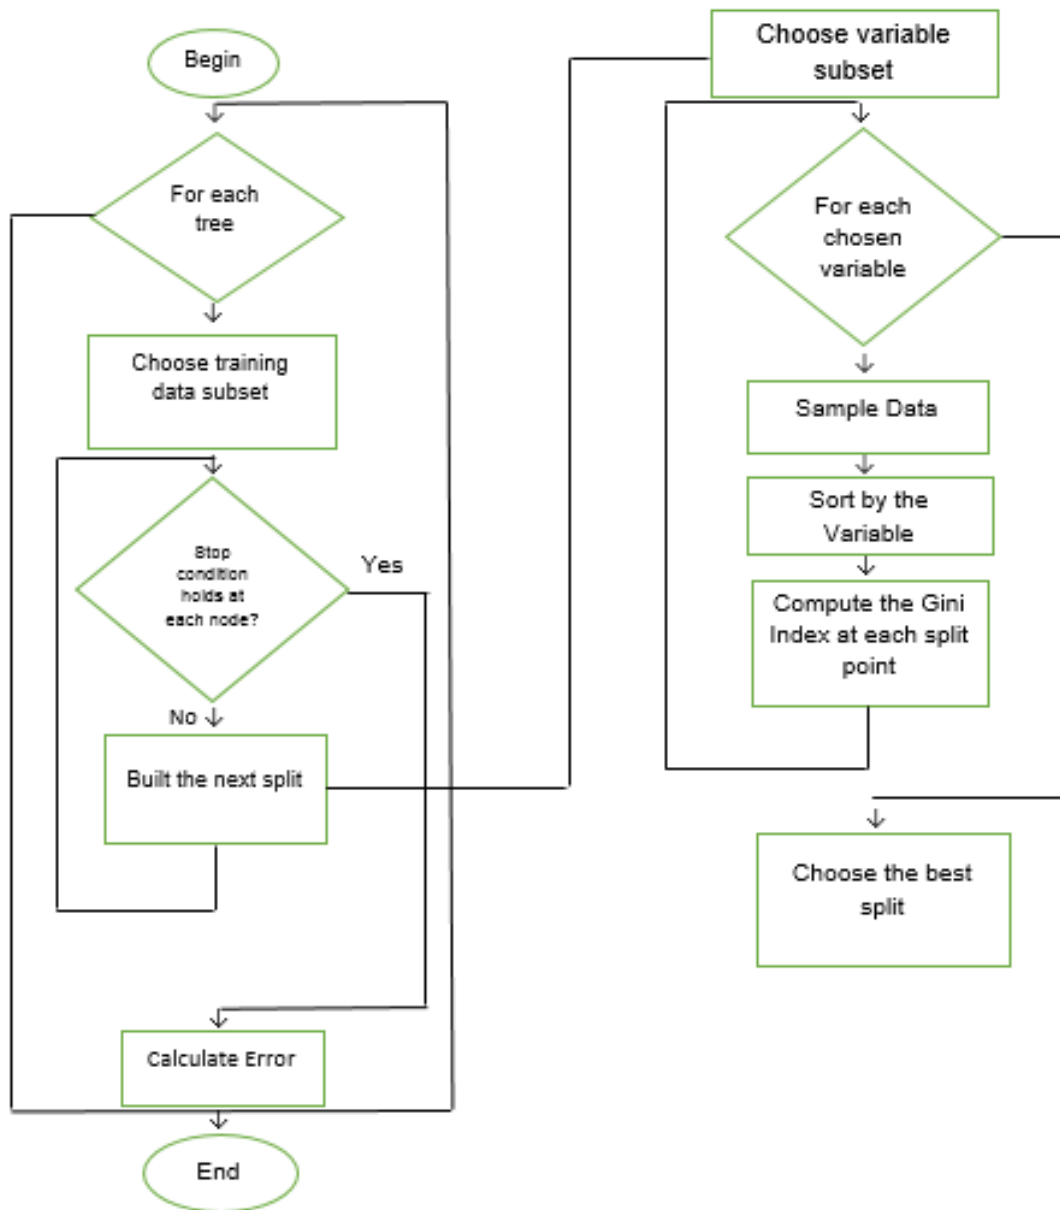 Begin
For each
tree
Choose training
data subset
Stop
condition
holds at
each node?
Yes
No
Built the next split
Calculate Error
End
Choose variable
subset
For each
chosen
variable
Sample Data
Sort by the
Variable
Compute the Gini
Index at each split
point
Choose the best
split